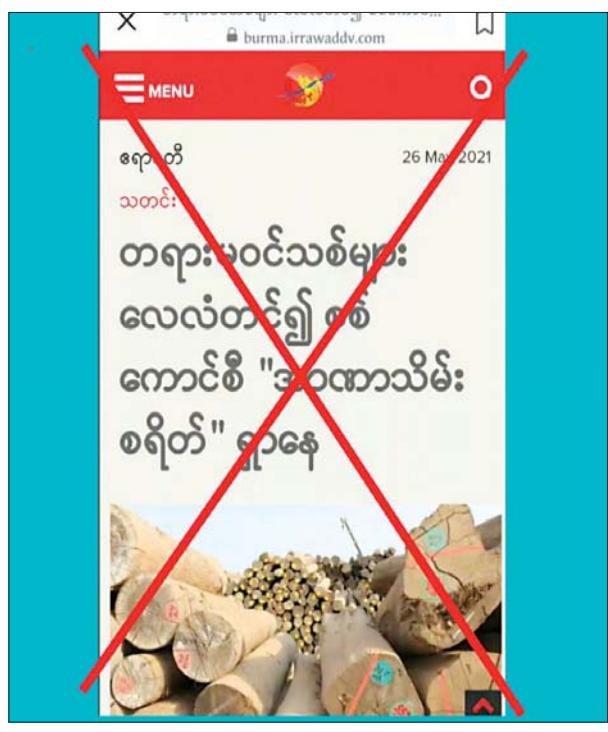 burma.irrawaddy.com
MENU
ဧရာဝတီ
26 May 2021
သတင်း
တရားမဝင်သစ်များ
လေလံတင်၍ စစ်
ကောင်စီ "အာဏာသိမ်း
စရိတ်" ရှာနေ